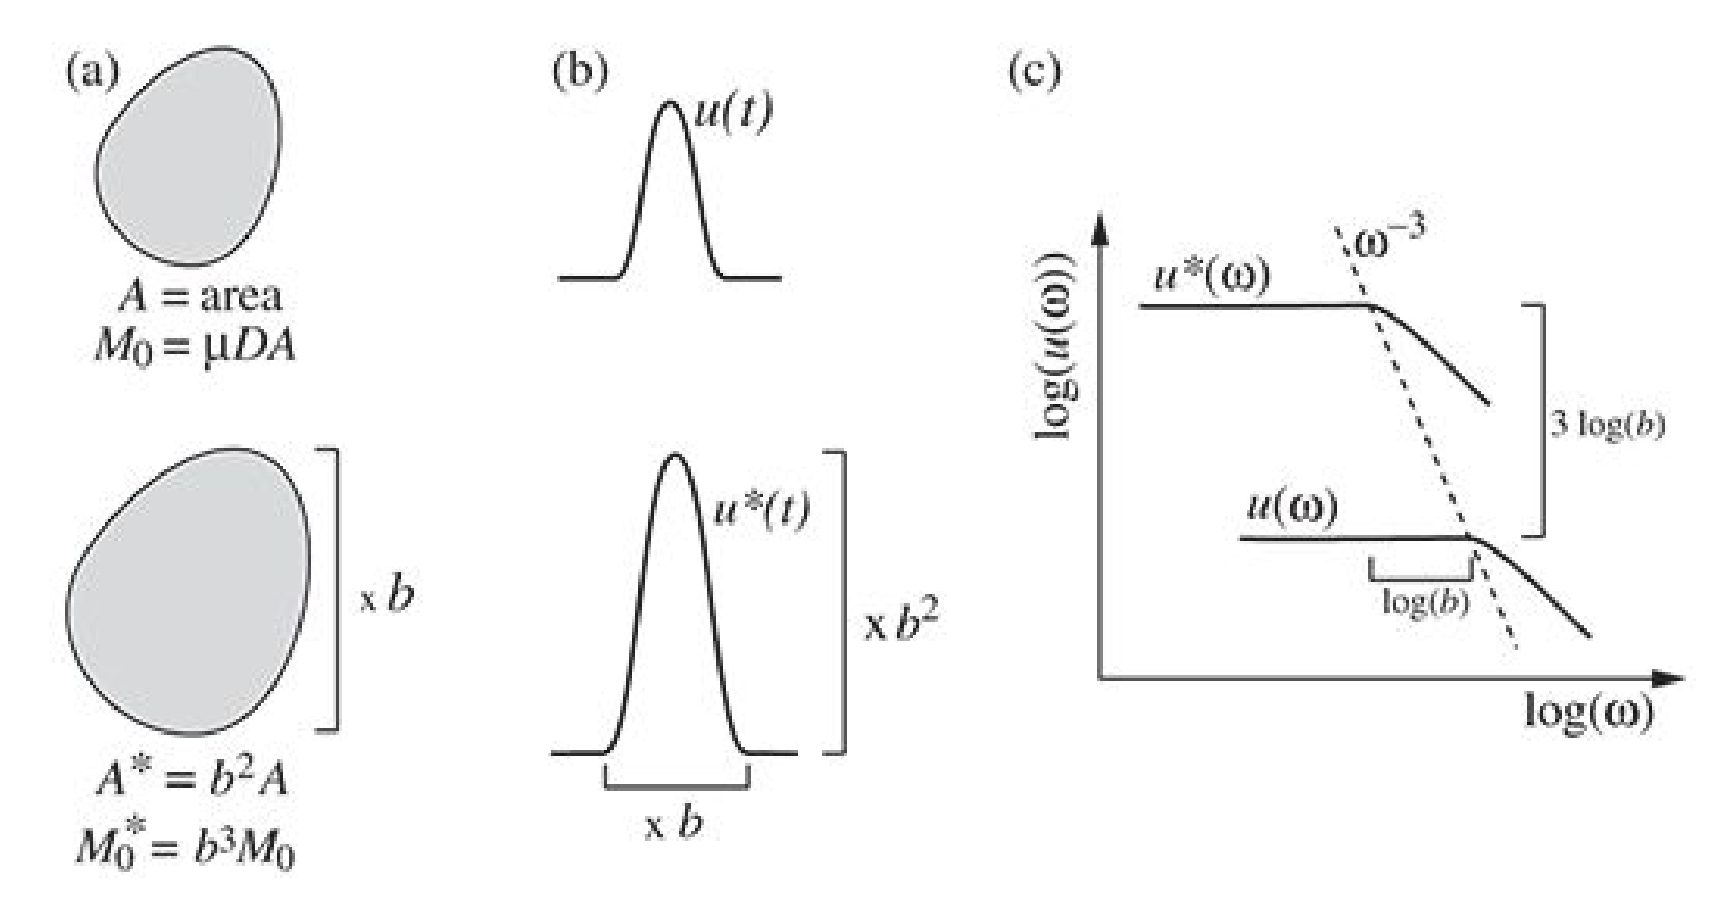 (a)
A = area
M₀ = μDA
x b
A* = b²A
M₀* = b³M₀
(b)
u(t)
u*(t)
x b²
x b
(c)
log(u(ω))
ω⁻³
u*(ω)
3 log(b)
u(ω)
log(b)
log(ω)